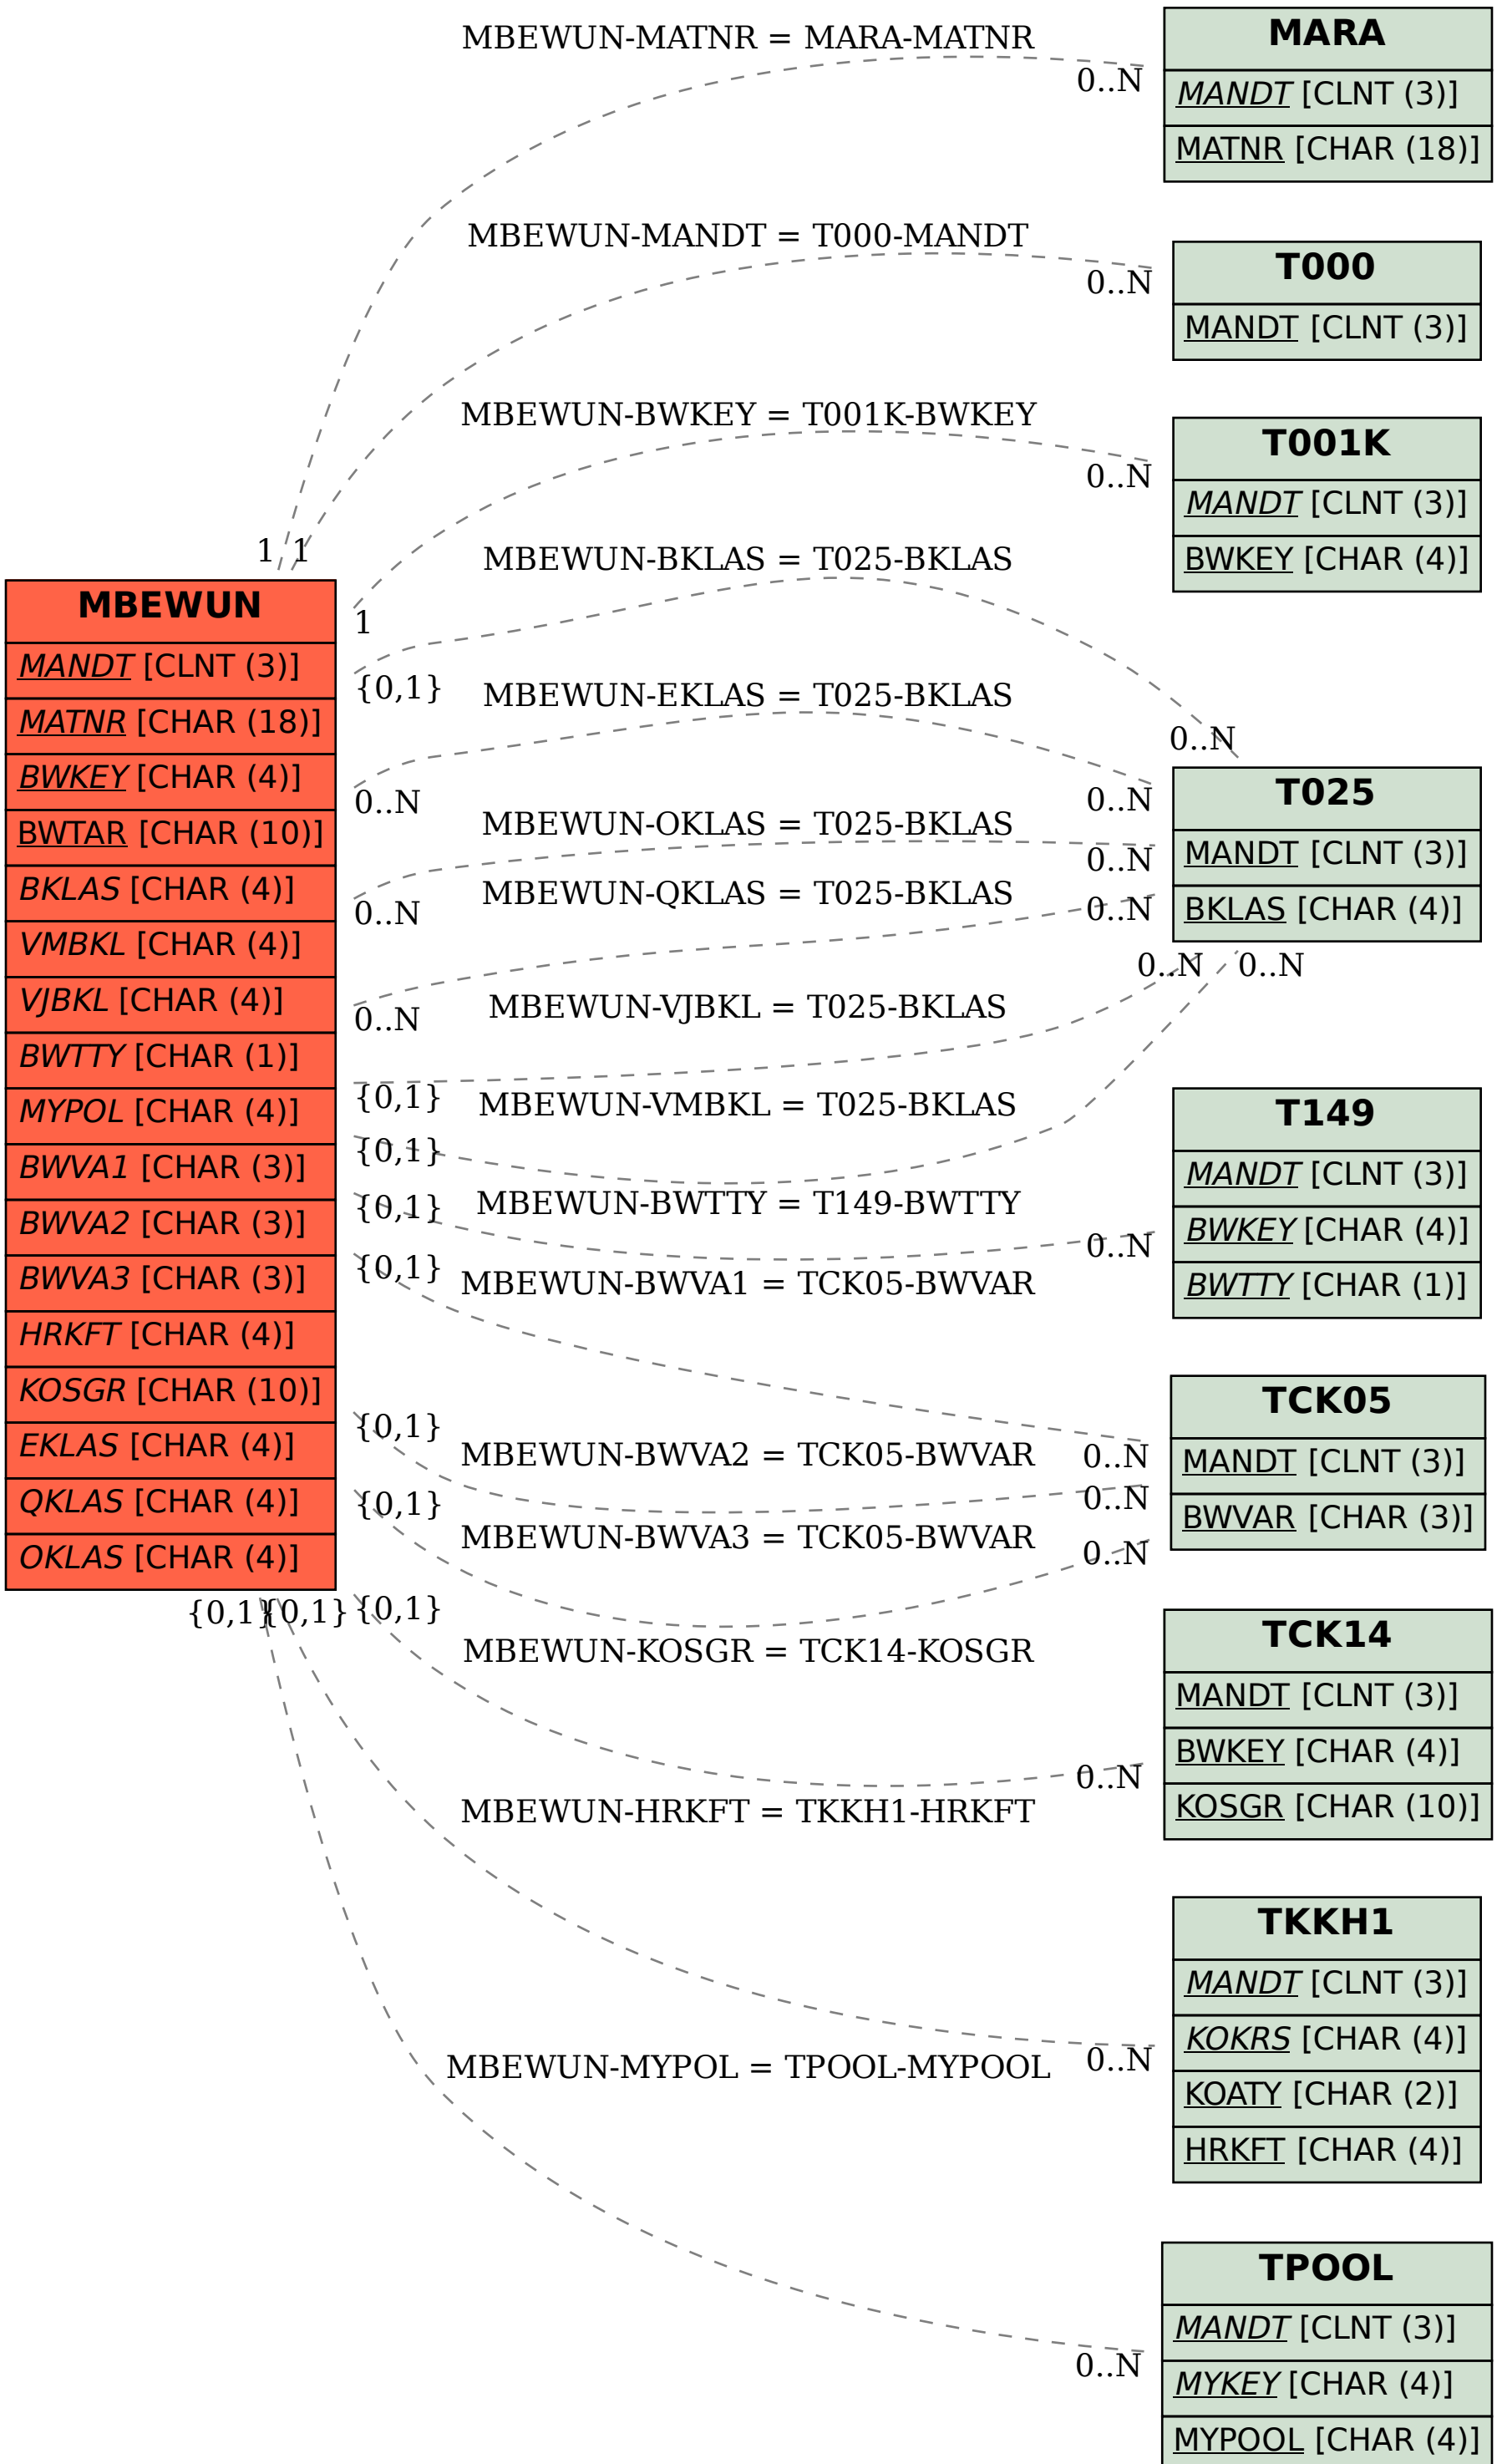 MBEWUN-MATNR = MARA-MATNR
0..N
MARA
MANDT [CLNT (3)]
MATNR [CHAR (18)]
MBEWUN-MANDT = T000-MANDT
0..N
T000
MANDT [CLNT (3)]
MBEWUN-BWKEY = T001K-BWKEY
0..N
T001K
MANDT [CLNT (3)]
BWKEY [CHAR (4)]
1 1
1
MBEWUN
MANDT [CLNT (3)]
MATNR [CHAR (18)]
BWKEY [CHAR (4)]
BWTAR [CHAR (10)]
BKLAS [CHAR (4)]
VMBKL [CHAR (4)]
VJBKL [CHAR (4)]
BWTTY [CHAR (1)]
MYPOL [CHAR (4)]
BWVA1 [CHAR (3)]
BWVA2 [CHAR (3)]
BWVA3 [CHAR (3)]
HRKFT [CHAR (4)]
KOSGR [CHAR (10)]
EKLAS [CHAR (4)]
QKLAS [CHAR (4)]
OKLAS [CHAR (4)]
MBEWUN-BKLAS = T025-BKLAS
{0,1}
0..N
MBEWUN-EKLAS = T025-BKLAS
0..N
0..N
MBEWUN-OKLAS = T025-BKLAS
0..N
0..N
MBEWUN-QKLAS = T025-BKLAS
0..N
0..N
T025
MANDT [CLNT (3)]
BKLAS [CHAR (4)]
0..N 0..N
MBEWUN-VJBKL = T025-BKLAS
{0,1}
MBEWUN-VMBKL = T025-BKLAS
{0,1}
MBEWUN-BWTTY = T149-BWTTY
{0,1}
0..N
T149
MANDT [CLNT (3)]
BWKEY [CHAR (4)]
BWTTY [CHAR (1)]
{0,1}
MBEWUN-BWVA1 = TCK05-BWVAR
0..N
{0,1}
MBEWUN-BWVA2 = TCK05-BWVAR
0..N
{0,1}
MBEWUN-BWVA3 = TCK05-BWVAR
0..N
TCK05
MANDT [CLNT (3)]
BWVAR [CHAR (3)]
{0,1} {0,1} {0,1}
MBEWUN-KOSGR = TCK14-KOSGR
0..N
TCK14
MANDT [CLNT (3)]
BWKEY [CHAR (4)]
KOSGR [CHAR (10)]
MBEWUN-HRKFT = TKKH1-HRKFT
0..N
TKKH1
MANDT [CLNT (3)]
KOKRS [CHAR (4)]
KOATY [CHAR (2)]
HRKFT [CHAR (4)]
MBEWUN-MYPOL = TPOOL-MYPOOL
0..N
TPOOL
MANDT [CLNT (3)]
MYKEY [CHAR (4)]
MYPOOL [CHAR (4)]